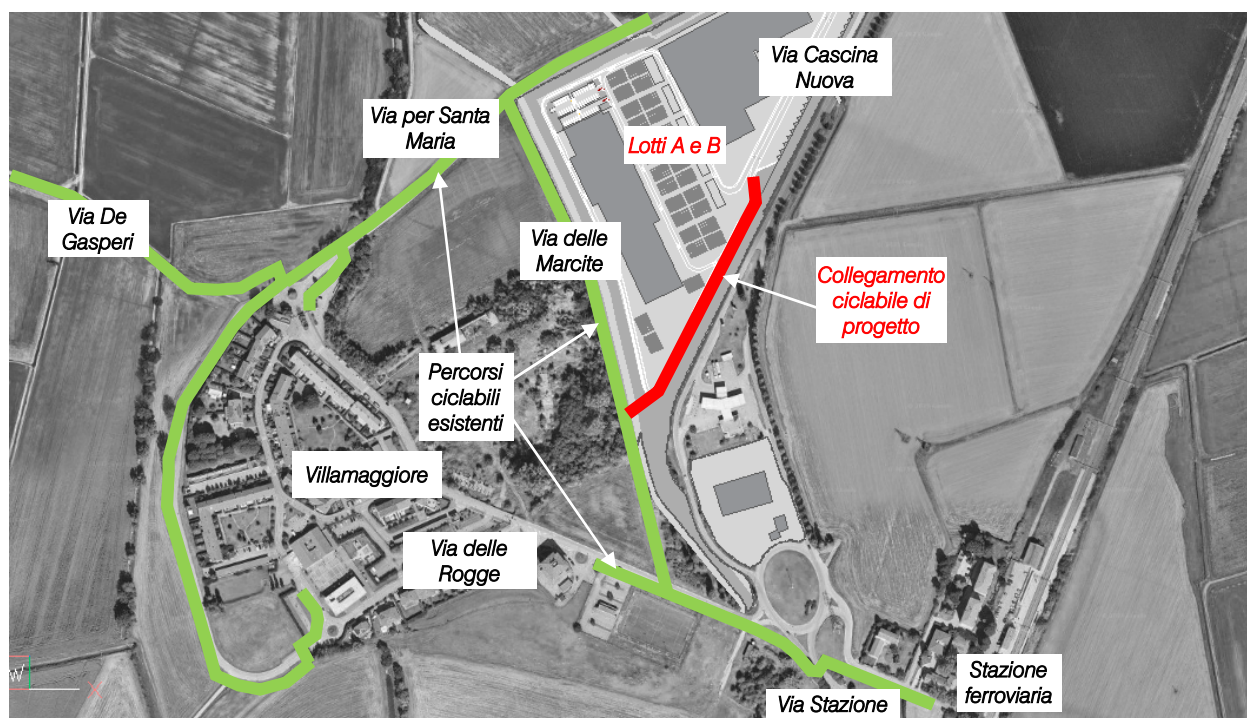 Via Cascina
Nuova
Via per Santa
Maria
Lotti A e B
Via De
Gasperi
Via delle
Marcite
Collegamento
ciclabile di
progetto
Percorsi
ciclabili
esistenti
Villamaggiore
Via delle
Rogge
Stazione
ferroviaria
Via Stazione
W
X